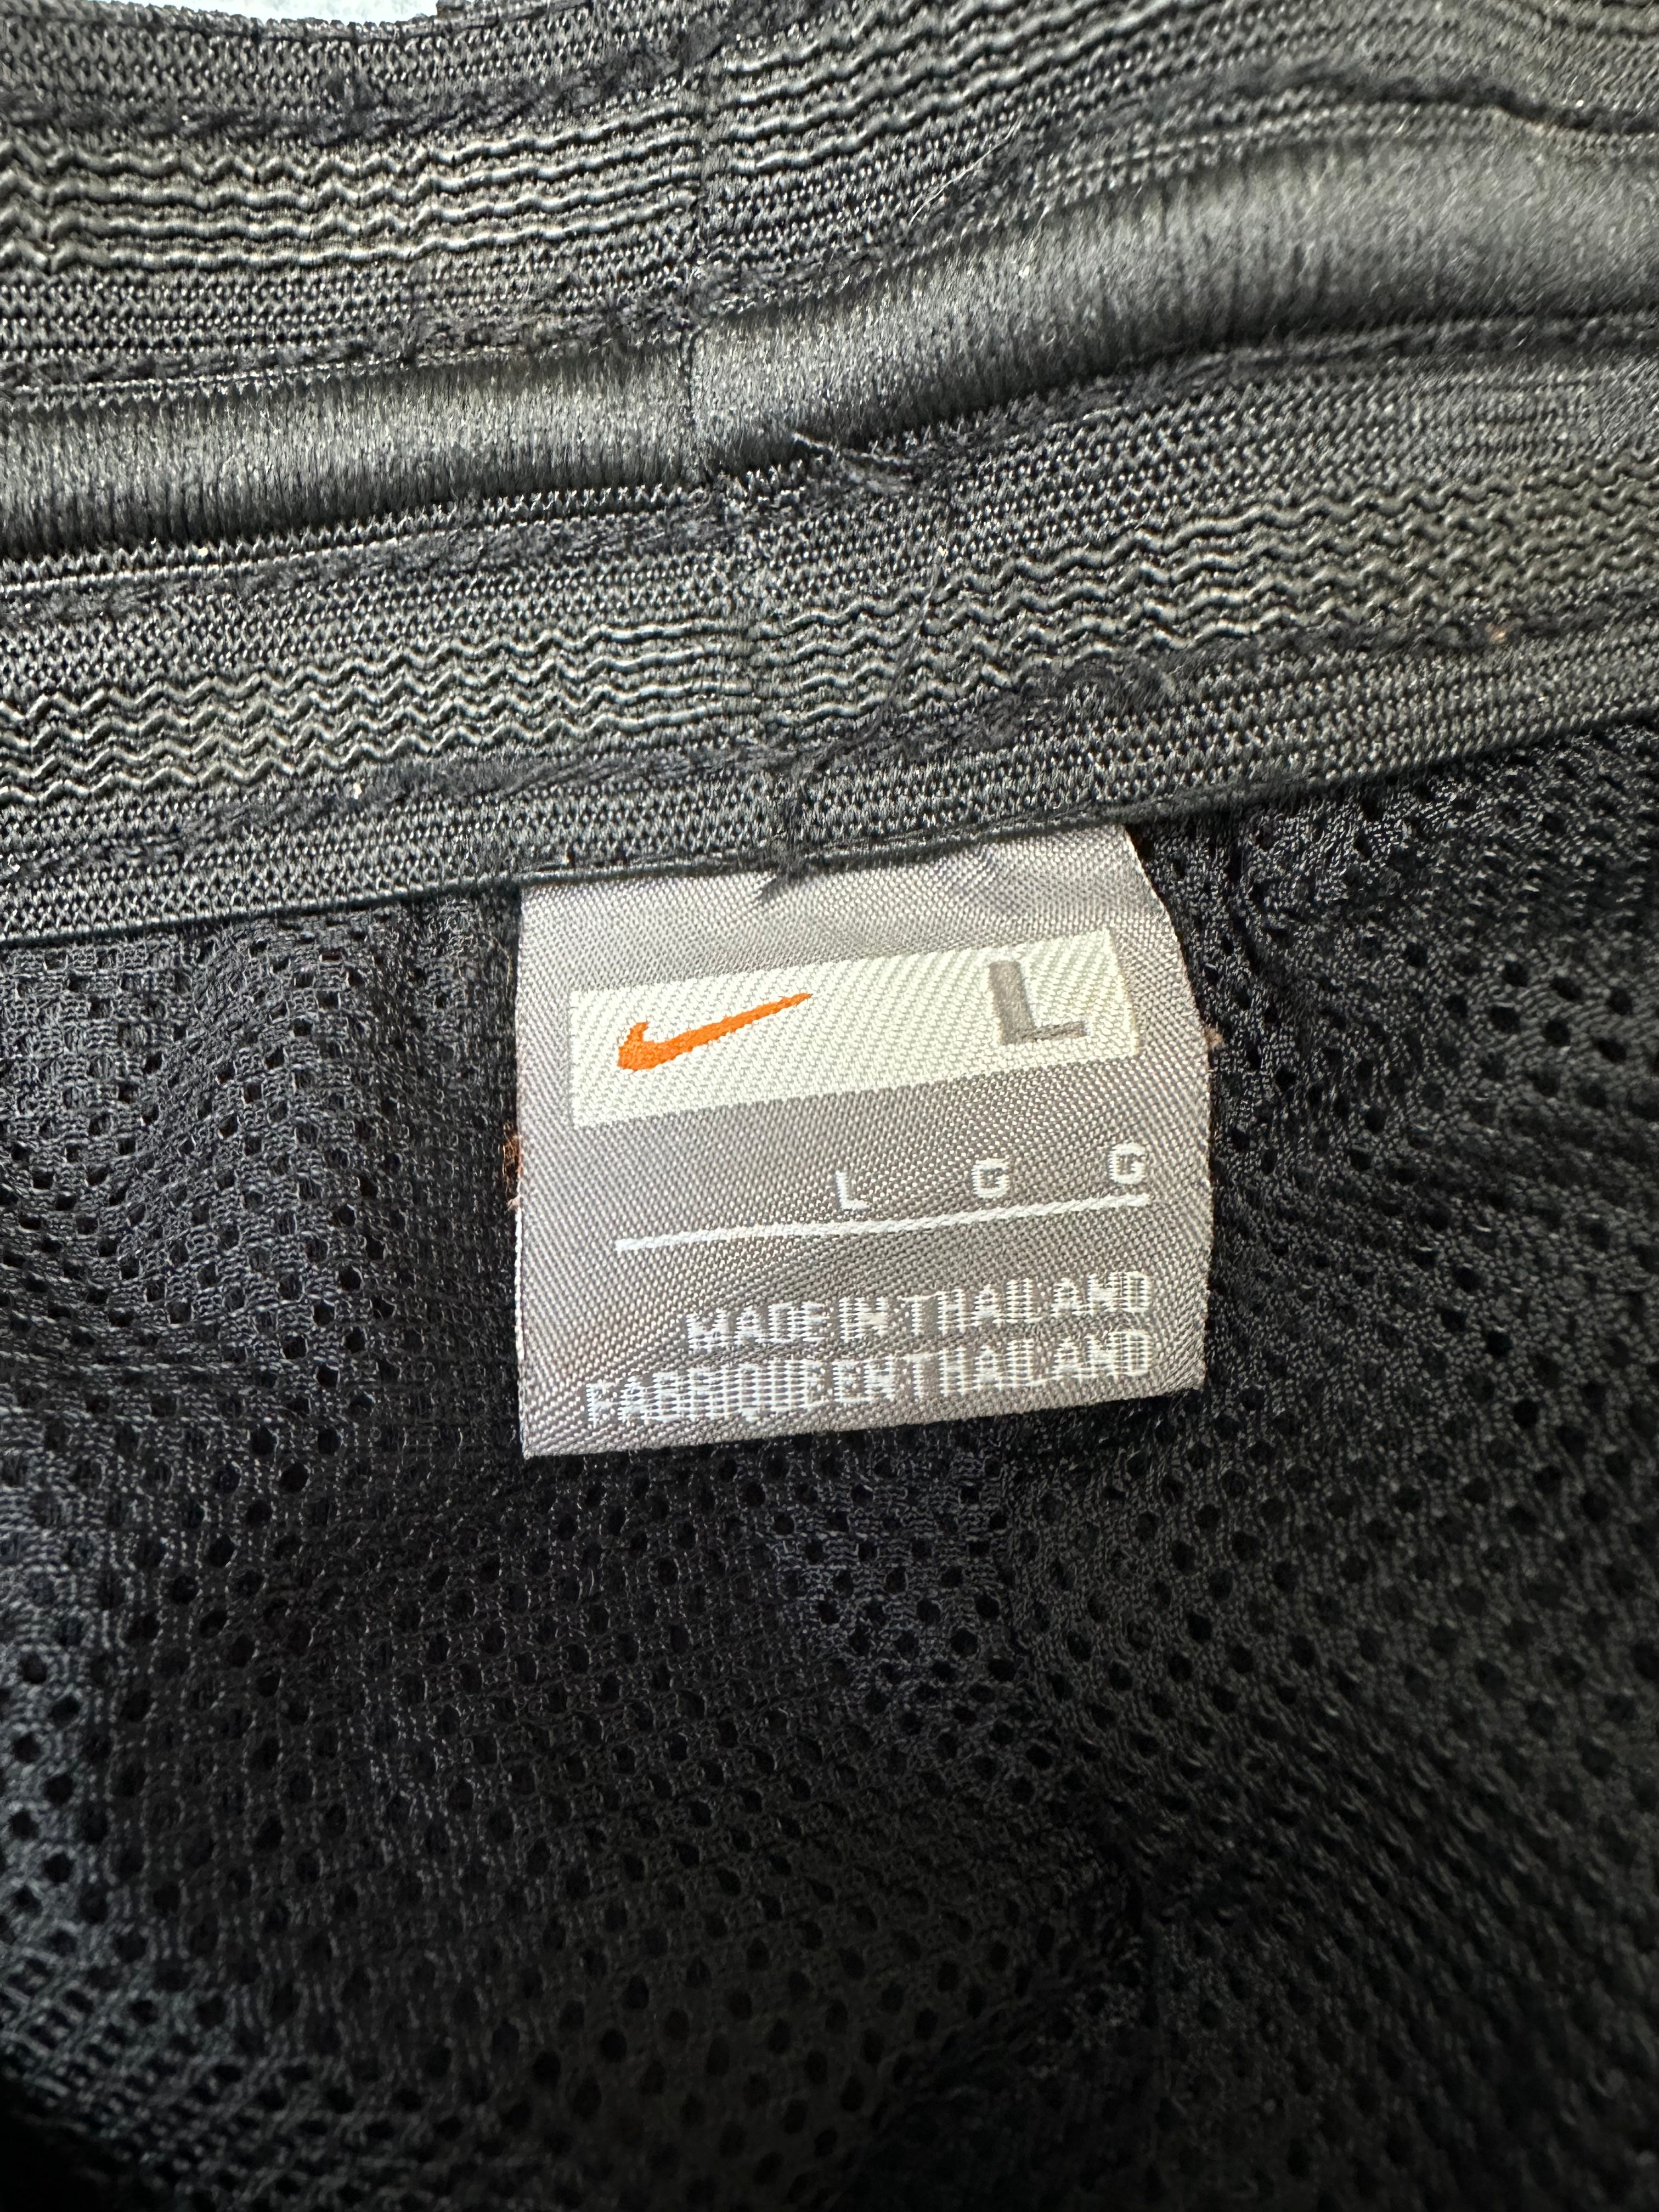 L
L G G
MADE IN THAILAND
FABRIQUE EN THAILAND